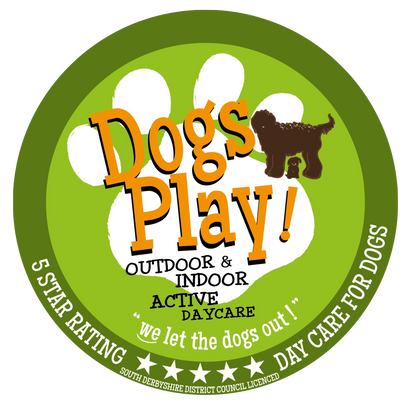 Dogs
Play!
OUTDOOR &
INDOOR
ACTIVE
DAYCARE
"we let the dogs out!"
5 STAR RATING ★★★★★ DAY CARE FOR DOGS
SOUTH DERBYSHIRE DISTRICT COUNCIL LICENCED